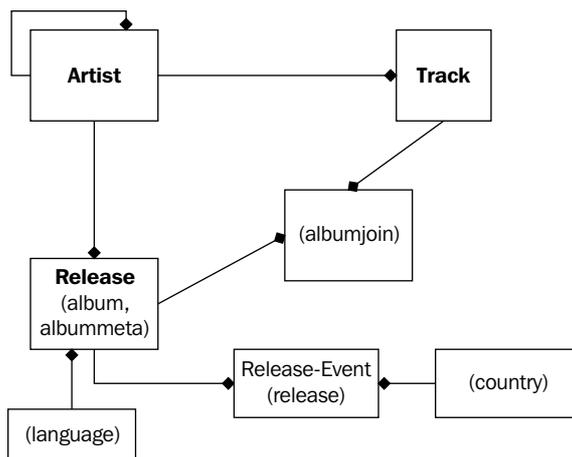 Artist
Track
(albumjoin)
Release
(album,
albummeta)
Release-Event
(release)
(country)
(language)